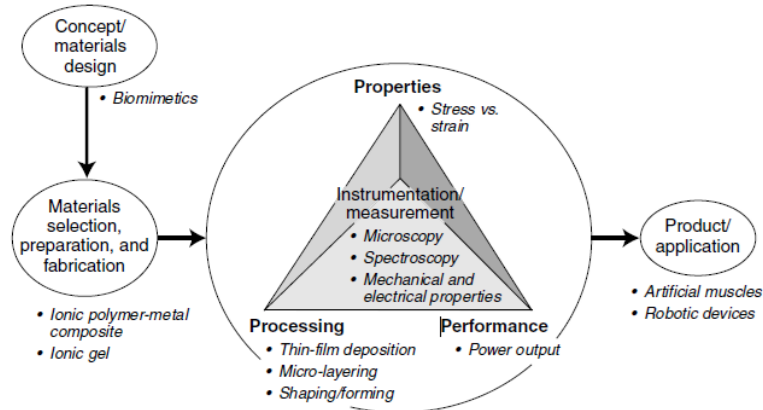 Concept/
materials
design
• Biomimetics
Materials
selection,
preparation, and
fabrication
• Ionic polymer-metal
composite
• Ionic gel
Properties
• Stress vs.
strain
Instrumentation/
measurement
• Microscopy
• Spectroscopy
• Mechanical and
electrical properties
Processing
• Thin-film deposition
• Micro-layering
• Shaping/forming
Performance
• Power output
Product/
application
• Artificial muscles
• Robotic devices